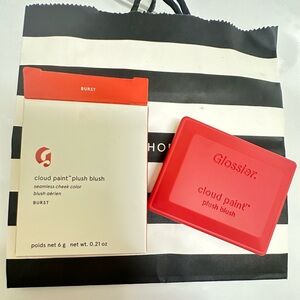 BURST
cloud paint™ plush blush
seamless cheek color
blush aérien
BURST
poids net 6 g net wt. 0.21 oz
Glossier.
cloud paint™
plush blush